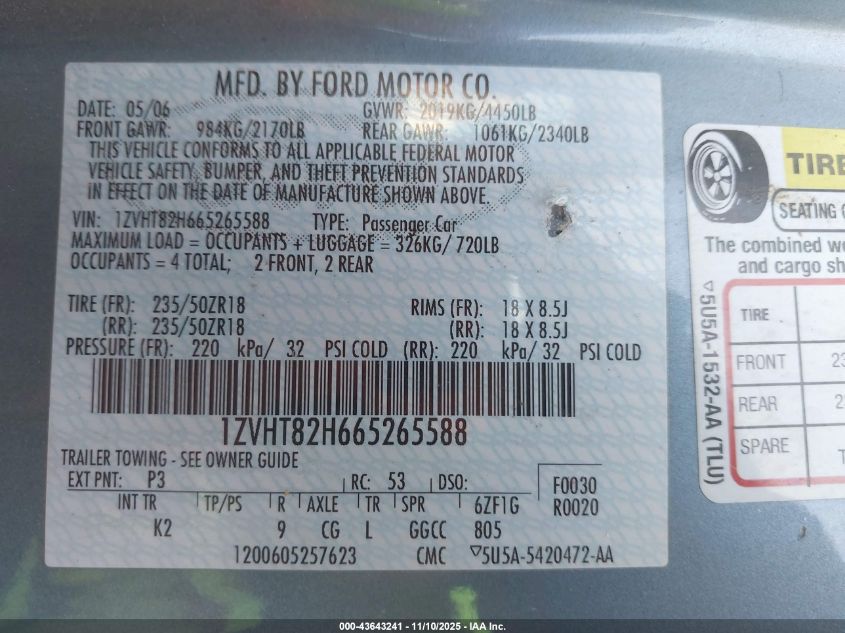 MFD. BY FORD MOTOR CO.
DATE: 05/06 GVWR: 2019KG/4450LB
FRONT GAWR: 984KG/2170LB REAR GAWR: 1061KG/2340LB
THIS VEHICLE CONFORMS TO ALL APPLICABLE FEDERAL MOTOR
VEHICLE SAFETY, BUMPER, AND THEFT PREVENTION STANDARDS
IN EFFECT ON THE DATE OF MANUFACTURE SHOWN ABOVE.
VIN: 1ZVHT82H665265588 TYPE: Passenger Car
MAXIMUM LOAD = OCCUPANTS + LUGGAGE = 326KG/ 720LB
OCCUPANTS = 4 TOTAL; 2 FRONT, 2 REAR
TIRE (FR): 235/50ZR18 RIMS (FR): 18 X 8.5J
(RR): 235/50ZR18 (RR): 18 X 8.5J
PRESSURE (FR): 220 kPa/ 32 PSI COLD (RR): 220 kPa/ 32 PSI COLD
1ZVHT82H665265588
TRAILER TOWING - SEE OWNER GUIDE
EXT PNT: P3 RC: 53 DSO: F0030
INT TR TP/PS R AXLE TR SPR 6ZF1G R0020
K2 9 CG L GGCC 805
1200605257623 CMC ▽5U5A-5420472-AA
TIRE
SEATING
The combined
and cargo
TIRE
FRONT
REAR
SPARE
▽5U5A-1532-AA (TLU)
000-43643241 - 11/10/2025 - IAA Inc.